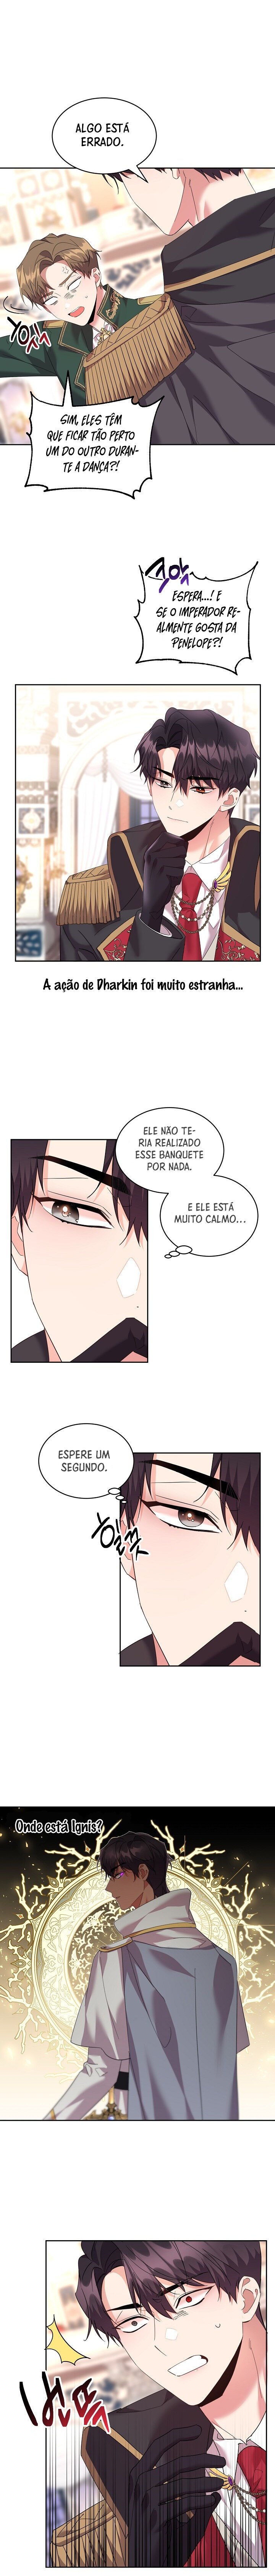 ALGO ESTÁ
ERRADO.
SIM, ELES TÊM
QUE FICAR TÃO PERTO
UM DO OUTRO DURAN-
TE A DANÇA?!
ESPERA...! E
SE O IMPERADOR RE-
ALMENTE GOSTA DA
PENELOPE?!
A ação de Dharkin foi muito estranha...
ELE NÃO TE-
RIA REALIZADO
ESSE BANQUETE
POR NADA.
E ELE ESTÁ
MUITO CALMO...
ESPERE UM
SEGUNDO.
Onde está Ignis?